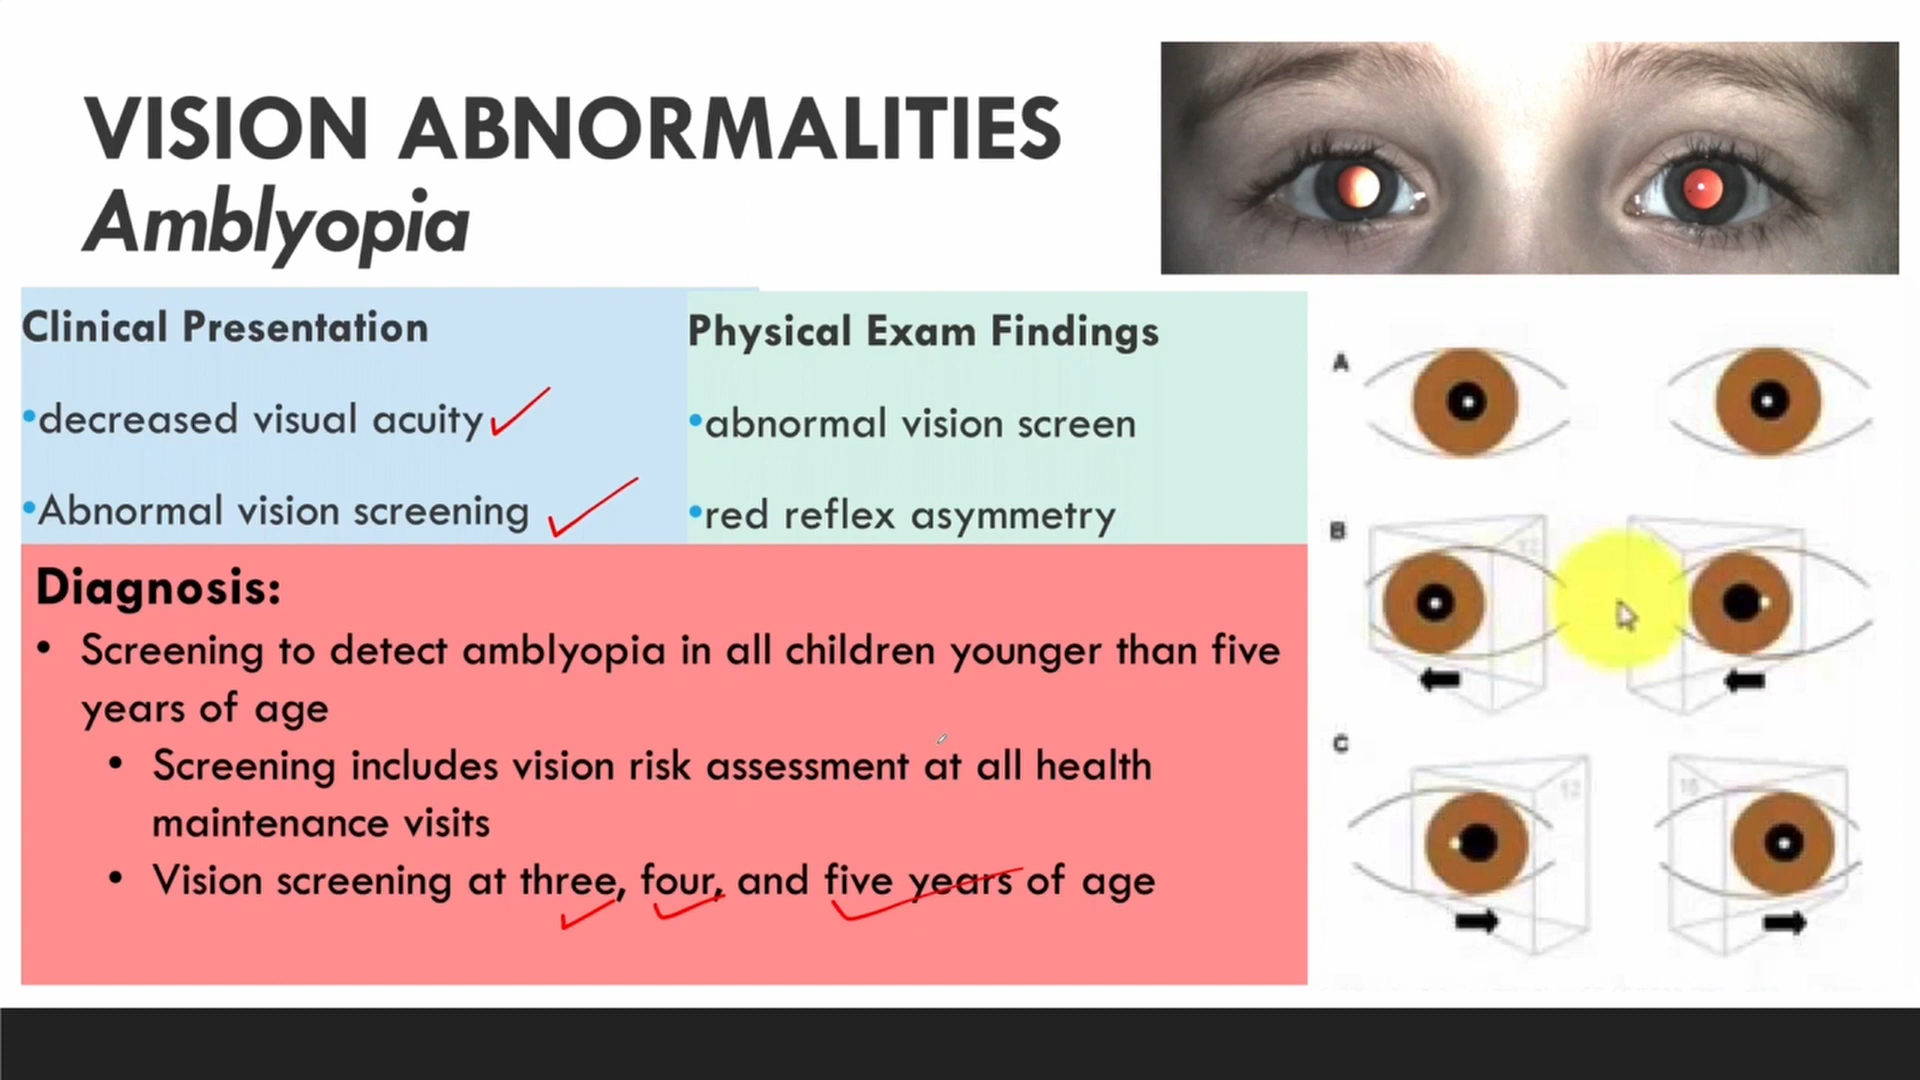 VISION ABNORMALITIES
Amblyopia
Clinical Presentation
•decreased visual acuity
•Abnormal vision screening
Physical Exam Findings
•abnormal vision screen
•red reflex asymmetry
Diagnosis:
• Screening to detect amblyopia in all children younger than five
years of age
• Screening includes vision risk assessment at all health
maintenance visits
• Vision screening at three, four, and five years of age
A
B
C
12